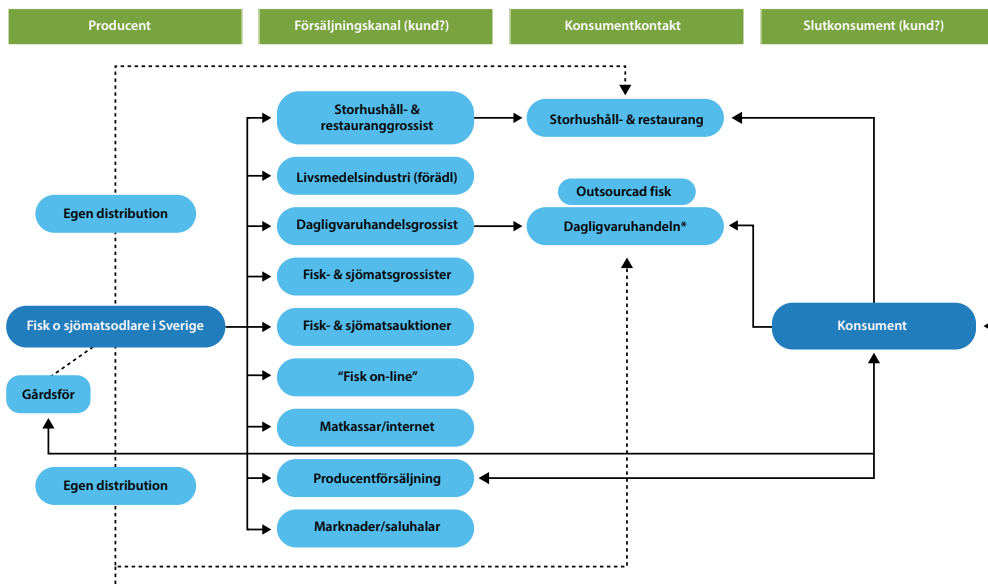 Producent
Försäljningskanal (kund?)
Konsumentkontakt
Slutkonsument (kund?)
Storhushåll- &
restauranggrossist
Storhushåll- & restaurang
Livsmedelsindustri (förädl)
Outsourcad fisk
Egen distribution
Dagligvaruhandelsgrossist
Dagligvaruhandeln*
Fisk- & sjömatsgrossister
Fisk o sjömatsodlare i Sverige
Fisk- & sjömatsauktioner
Konsument
Gårdsför
”Fisk on-line”
Matkassar/internet
Egen distribution
Producentförsäljning
Marknader/saluhalar